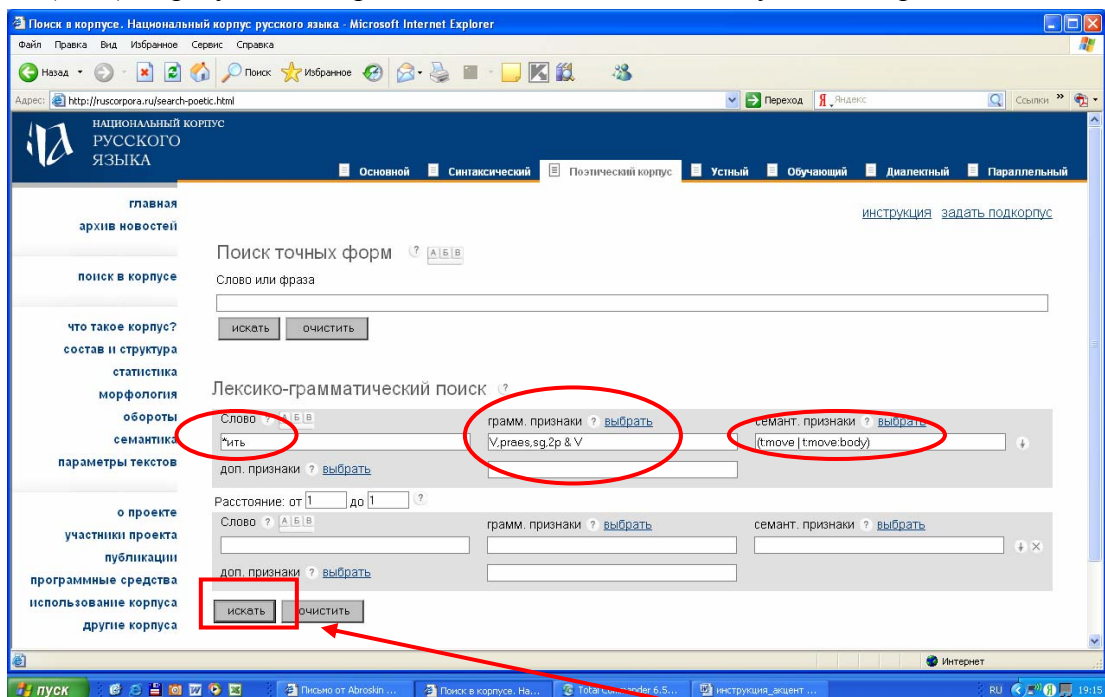 Поиск в корпусе. Национальный корпус русского языка - Microsoft Internet Explorer
Файл Правка Вид Избранное Сервис Справка
Назад Поиск Избранное
Адрес: http://ruscorpora.ru/search-poetic.html Переход Яндекс Ссылки »
НАЦИОНАЛЬНЫЙ КОРПУС
РУССКОГО
ЯЗЫКА
Основной Синтаксический Поэтический корпус Устный Обучающий Диалектный Параллельный
инструкция задать подкорпус
главная
архив новостей
поиск в корпусе
что такое корпус?
состав и структура
статистика
морфология
обороты
семантика
параметры текстов
о проекте
участники проекта
публикации
программные средства
использование корпуса
другие корпуса
Поиск точных форм ? А Б В
Слово или фраза
искать очистить
Лексико-грамматический поиск ?
Слово ? А Б В грамм. признаки ? выбрать семант. признаки ? выбрать
*ить V,praes,sg,2p & V (t:move | t:move:body)
доп. признаки ? выбрать
Расстояние: от 1 до 1 ?
Слово ? А Б В грамм. признаки ? выбрать семант. признаки ? выбрать
доп. признаки ? выбрать
искать очистить
Интернет
пуск Письмо от Abroskin ... Поиск в корпусе. На... Total Commander 6.5... инструкция_акцент ... RU 19:15